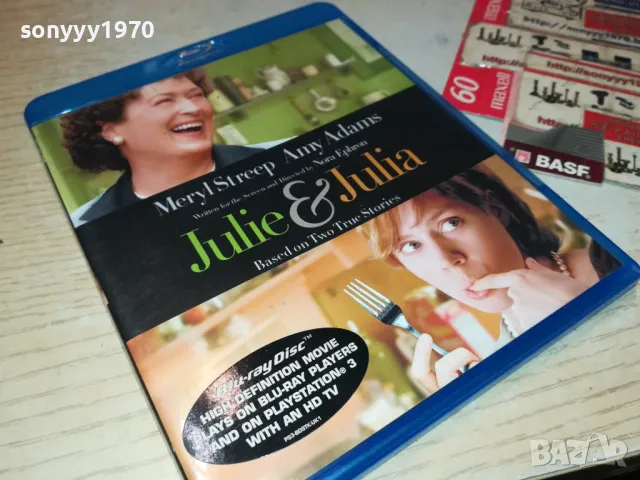 sonyyy1970
Meryl Streep Amy Adams
Written for the Screen and Directed by Nora Ephron
Julie & Julia
Based on Two True Stories
Blu-ray Disc™
HIGH DEFINITION MOVIE
PLAYS ON BLU-RAY PLAYERS
AND ON PLAYSTATION® 3
WITH AN HD TV
60
maxell
BASF
BAZAR